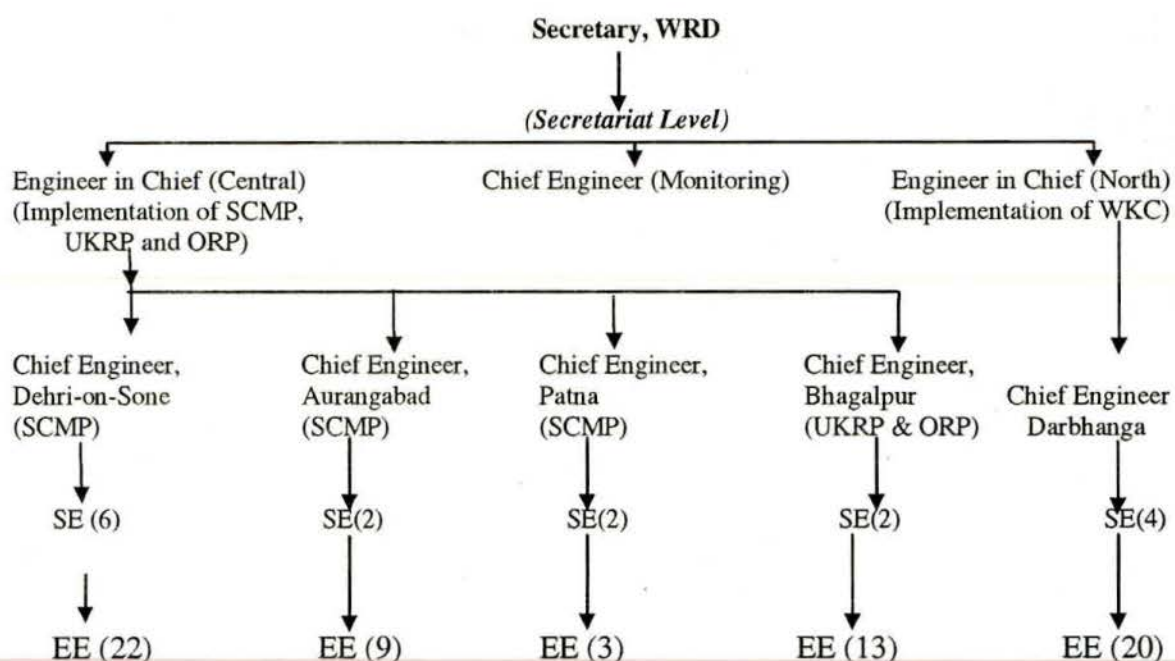 Secretary, WRD
(Secretariat Level)
Engineer in Chief (Central)
(Implementation of SCMP,
UKRP and ORP)
Chief Engineer (Monitoring)
Engineer in Chief (North)
(Implementation of WKC)
Chief Engineer,
Dehri-on-Sone
(SCMP)
Chief Engineer,
Aurangabad
(SCMP)
Chief Engineer,
Patna
(SCMP)
Chief Engineer,
Bhagalpur
(UKRP & ORP)
Chief Engineer
Darbhanga
SE (6)
SE(2)
SE(2)
SE(2)
SE(4)
EE (22)
EE (9)
EE (3)
EE (13)
EE (20)